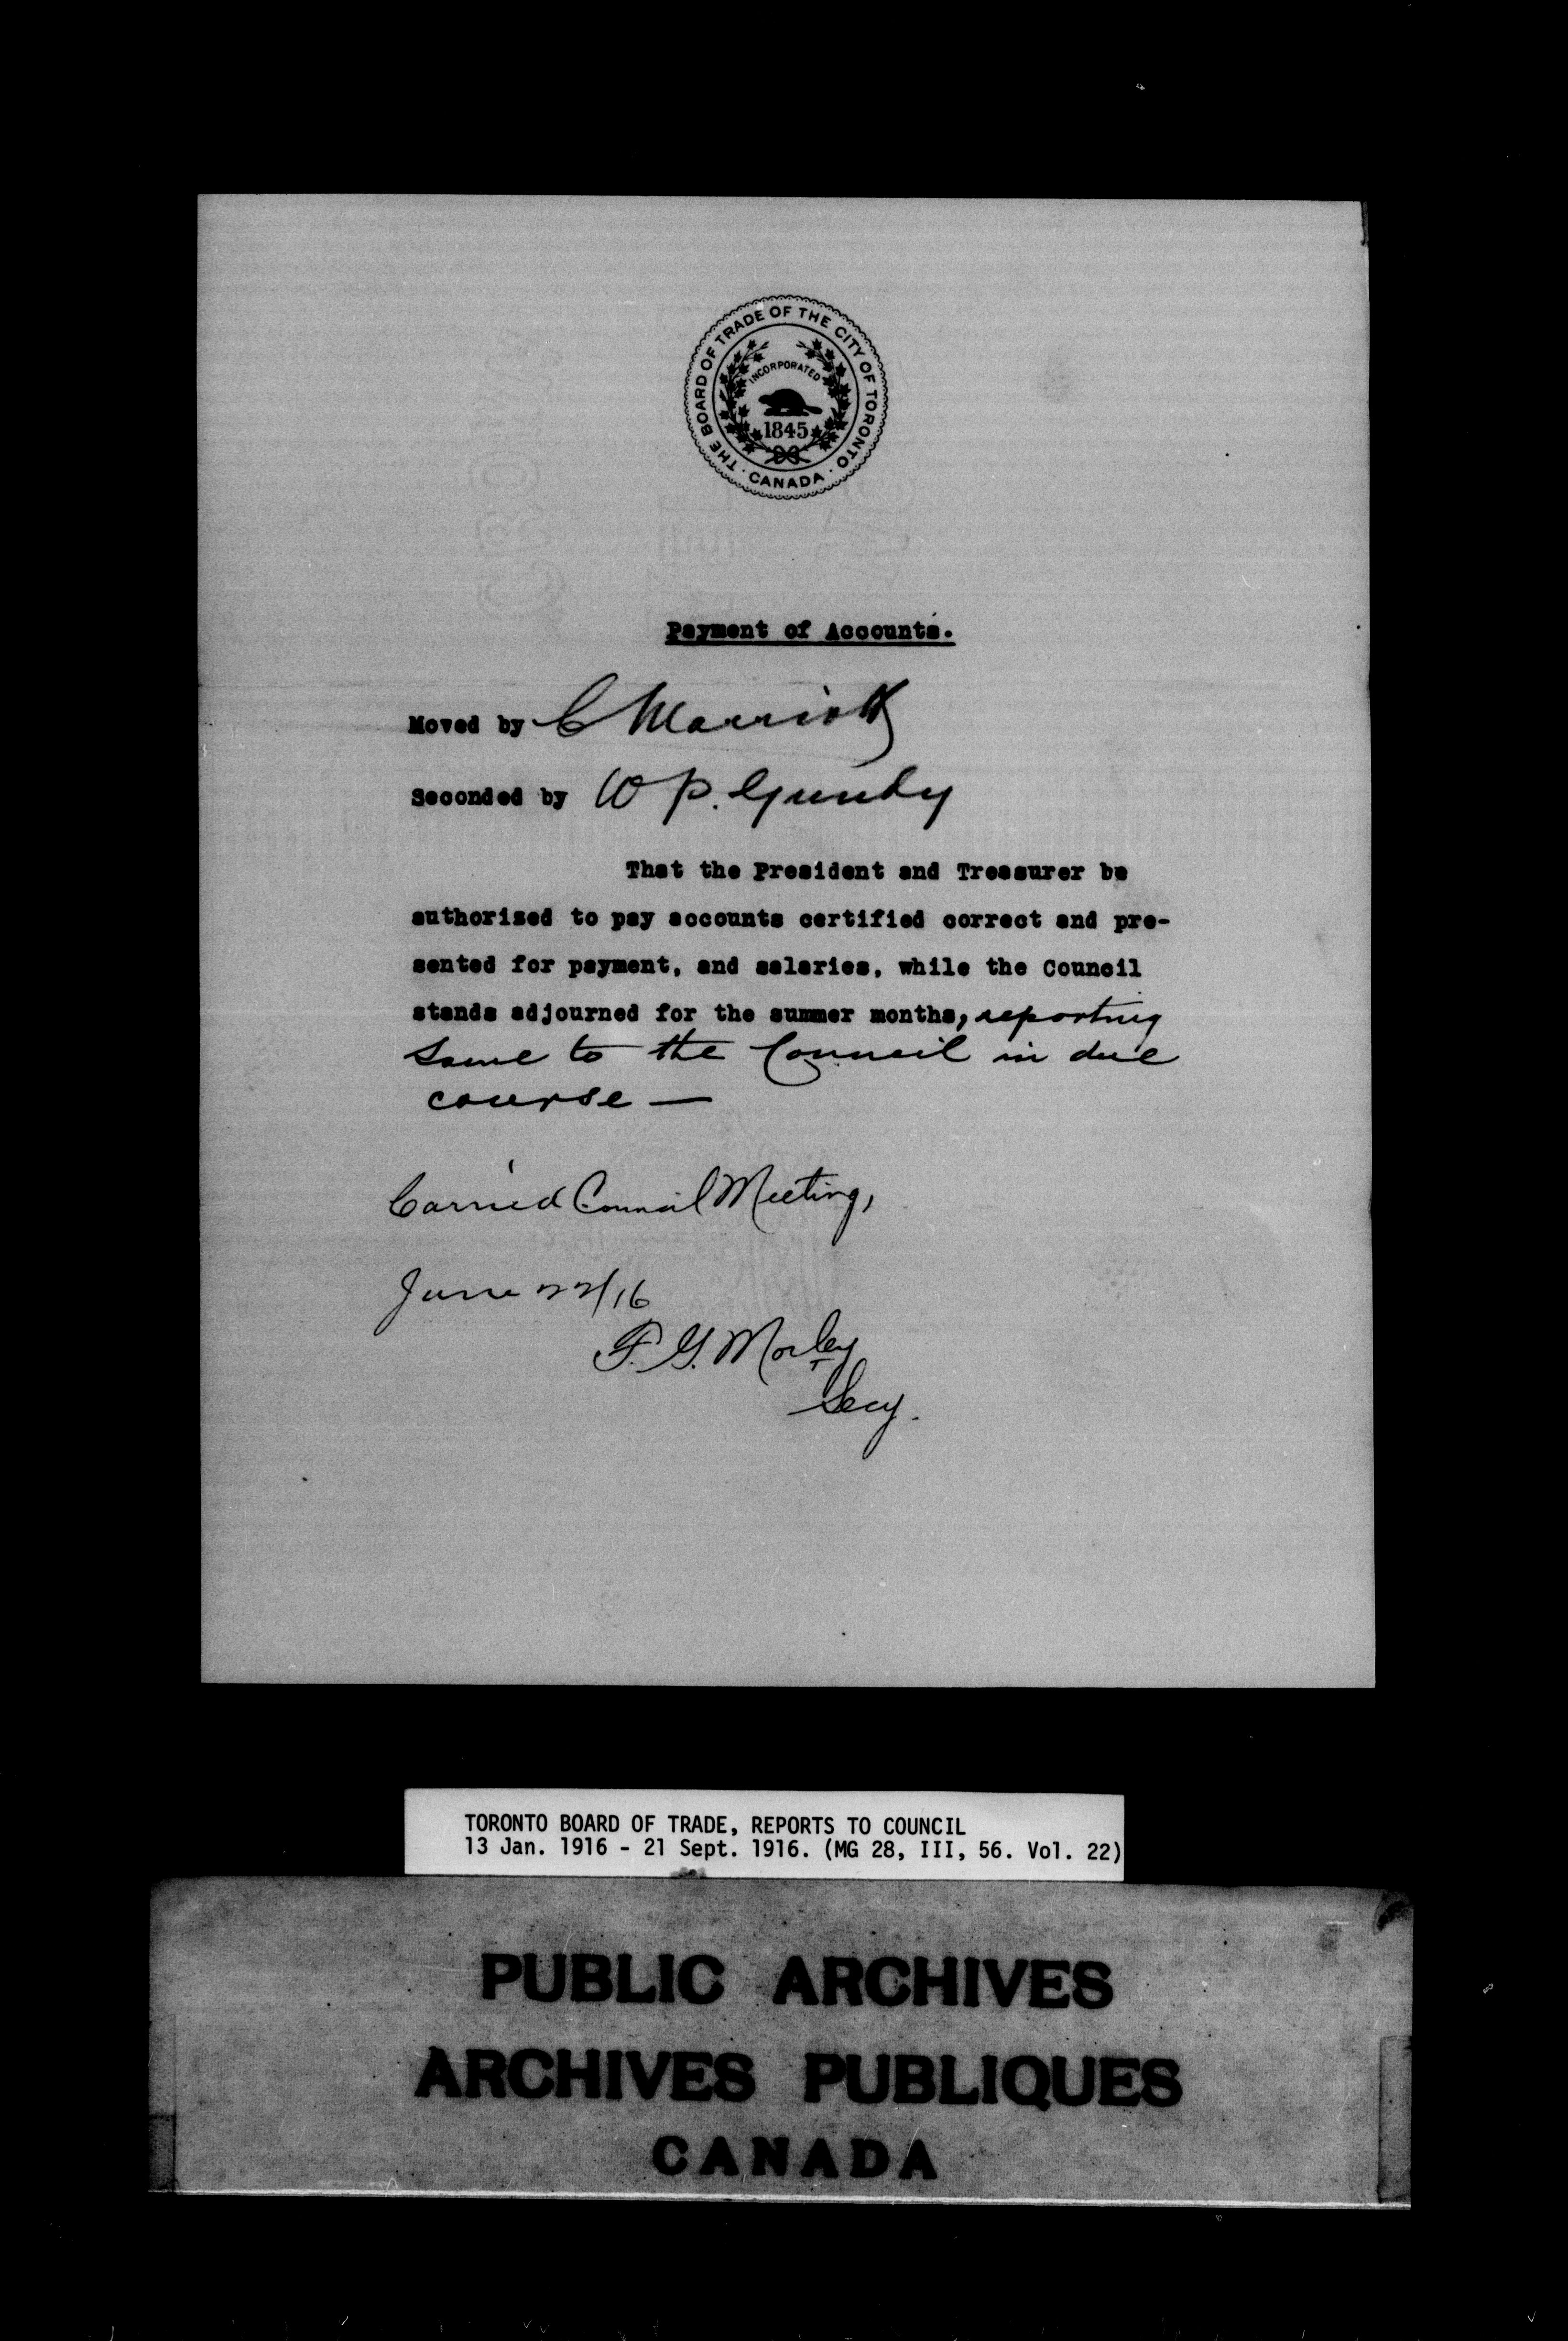 THE BOARD OF TRADE OF THE CITY OF TORONTO · CANADA ·
INCORPORATED
1845
Payment of Accounts.
Moved by C Marriott
Seconded by W P. Gundy
That the President and Treasurer be
authorized to pay accounts certified correct and pre-
sented for payment, and salaries, while the Council
stands adjourned for the summer months, reporting
same to the Council in due
course —
Carried Council Meeting,
June 22/16
F. G. Morley
Secy.
TORONTO BOARD OF TRADE, REPORTS TO COUNCIL
13 Jan. 1916 - 21 Sept. 1916. (MG 28, III, 56. Vol. 22)
PUBLIC ARCHIVES
ARCHIVES PUBLIQUES
CANADA